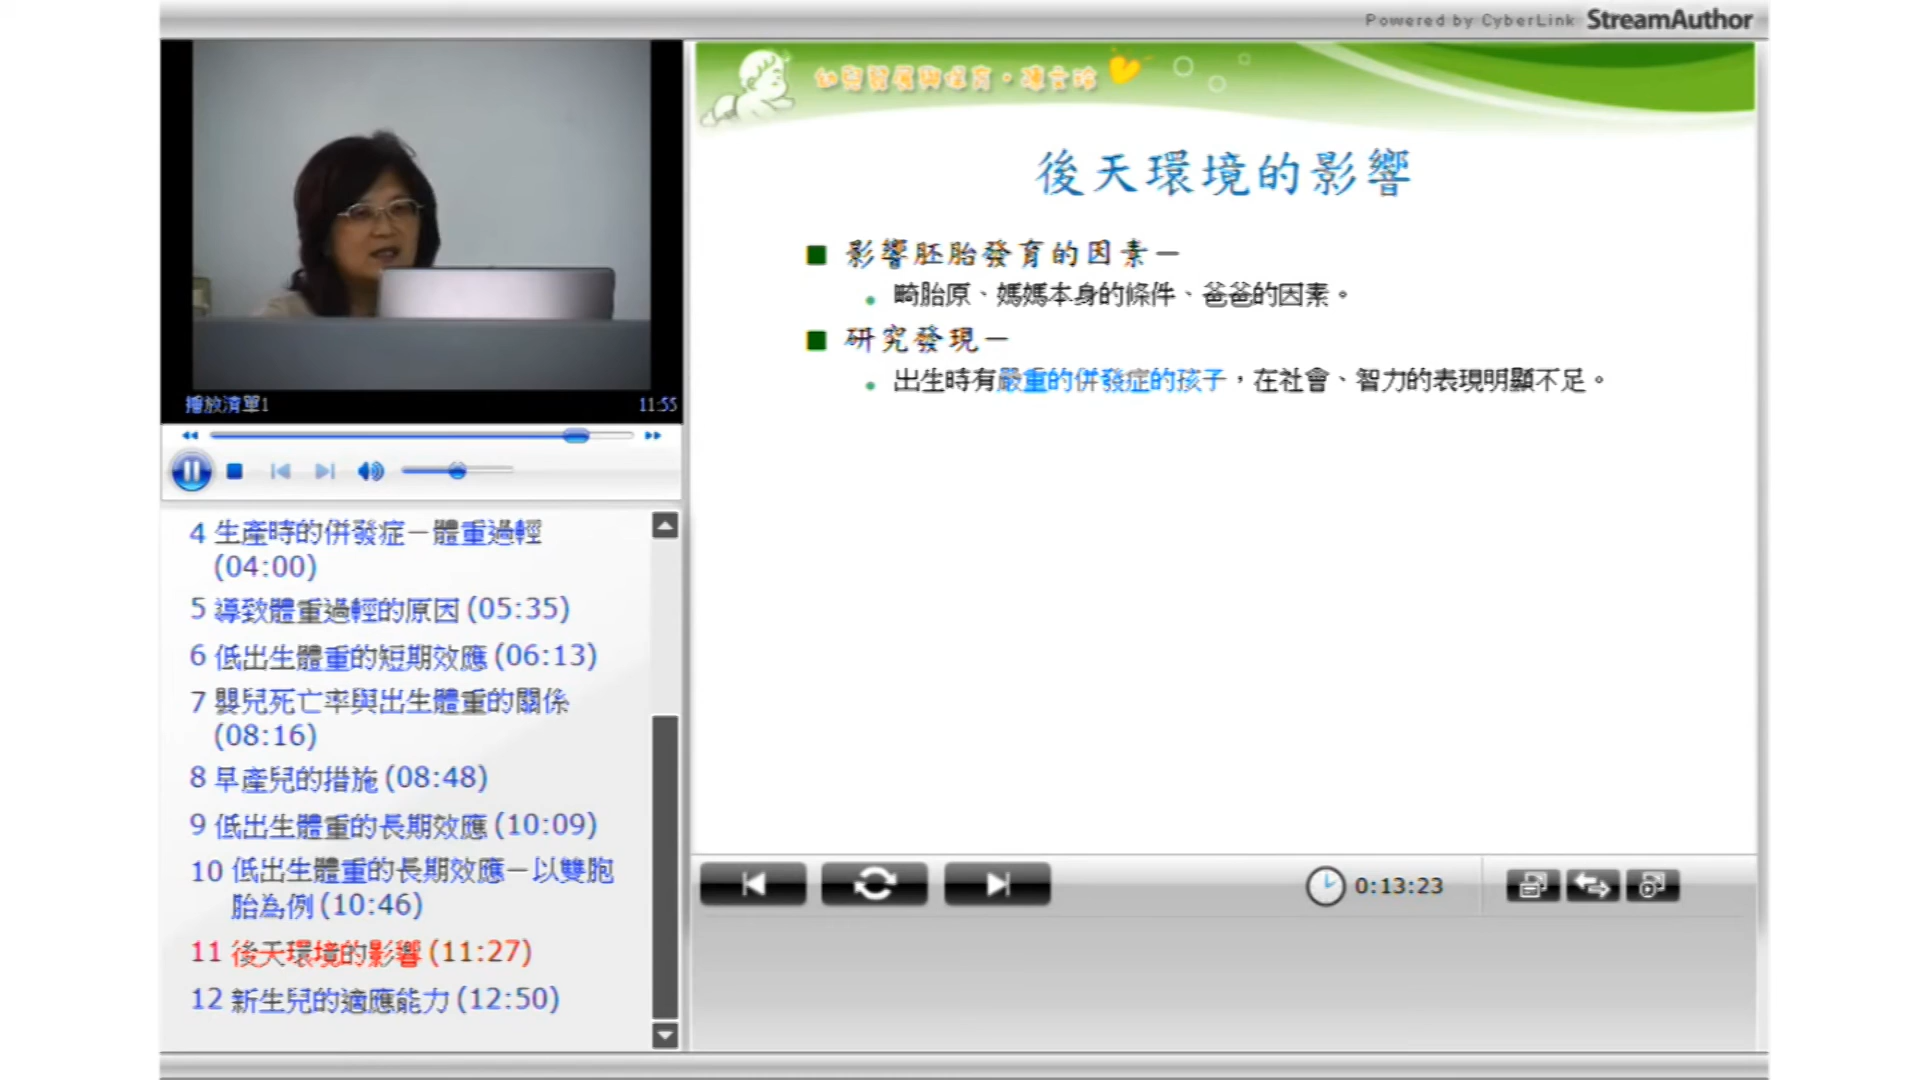 Powered by CyberLink StreamAuthor
幼兒發展與保育。
後天環境的影響
影響胚胎發育的因素－
畸胎原、媽媽本身的條件、爸爸的因素。
研究發現－
出生時有嚴重的併發症的孩子，在社會、智力的表現明顯不足。
播放清單1
11:55
4 生產時的併發症－體重過輕
(04:00)
5 導致體重過輕的原因 (05:35)
6 低出生體重的短期效應 (06:13)
7 嬰兒死亡率與出生體重的關係
(08:16)
8 早產兒的措施 (08:48)
9 低出生體重的長期效應 (10:09)
10 低出生體重的長期效應－以雙胞
胎為例 (10:46)
11 後天環境的影響 (11:27)
12 新生兒的適應能力 (12:50)
0:13:23